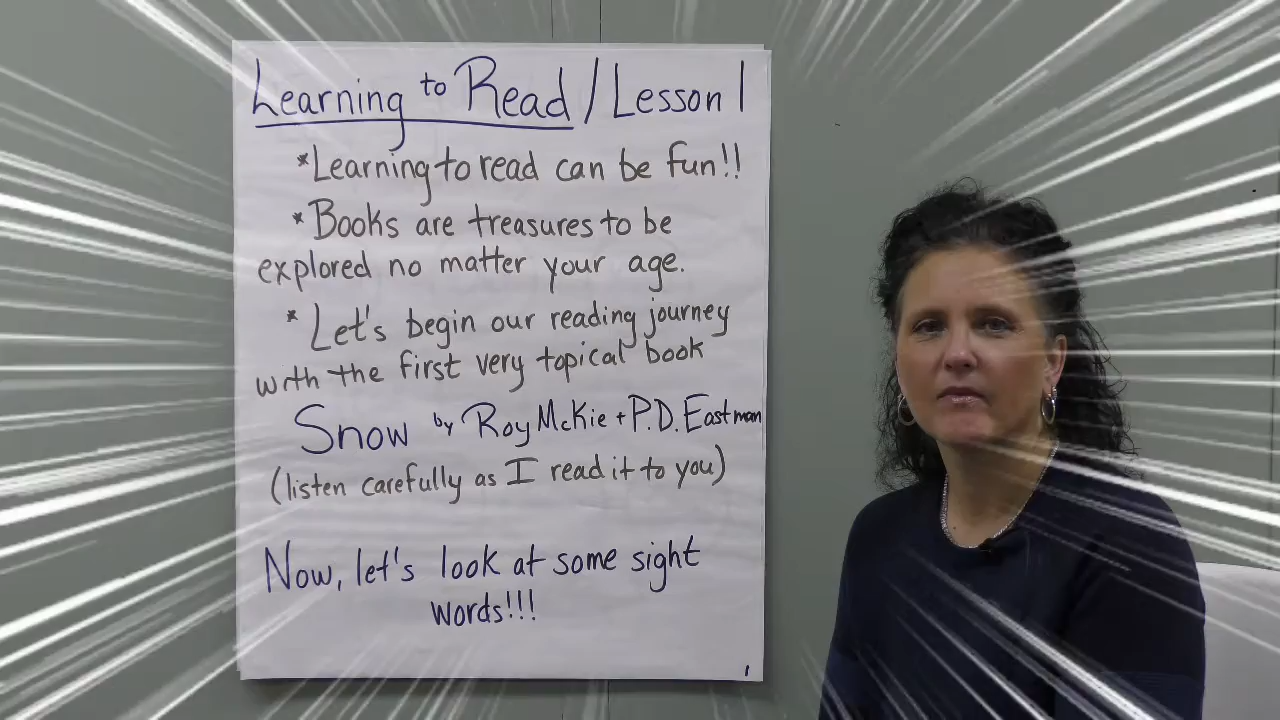 Learning to Read / Lesson 1
*Learning to read can be fun!!
*Books are treasures to be
explored no matter your age.
*Let's begin our reading journey
with the first very topical book
Snow by Roy McKie + P.D. Eastman
(listen carefully as I read it to you)
Now, let's look at some sight
words!!!
1